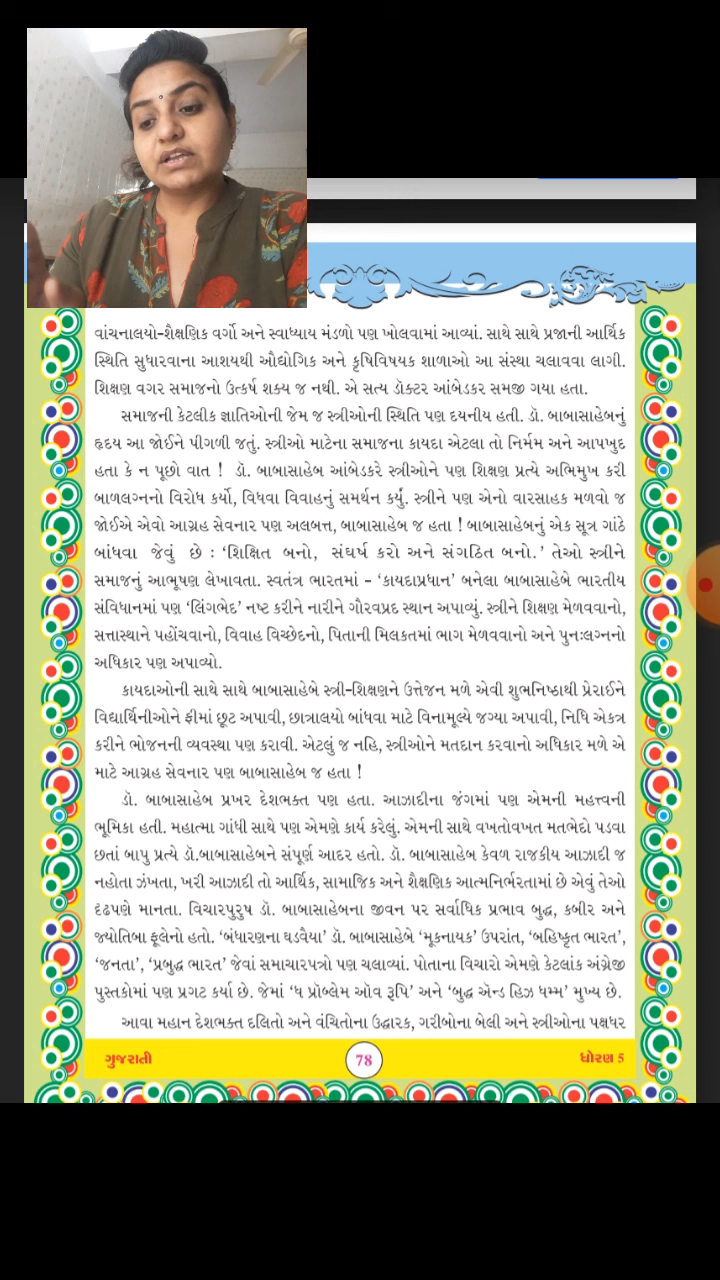 વાંચનાલયો-શૈક્ષણિક વર્ગો અને સ્વાધ્યાય મંડળો પણ ખોલવામાં આવ્યાં. સાથે સાથે પ્રજાની આર્થિક
સ્થિતિ સુધારવાના આશયથી ઔદ્યોગિક અને કૃષિવિષયક શાળાઓ આ સંસ્થા ચલાવવા લાગી.
શિક્ષણ વગર સમાજનો ઉત્કર્ષ શક્ય જ નથી. એ સત્ય ડૉક્ટર આંબેડકર સમજી ગયા હતા.
સમાજની કેટલીક જ્ઞાતિઓની જેમ જ સ્ત્રીઓની સ્થિતિ પણ દયનીય હતી. ડૉ. બાબાસાહેબનું
હૃદય આ જોઈને પીગળી જતું. સ્ત્રીઓ માટેના સમાજના કાયદા એટલા તો નિર્મમ અને આપખુદ
હતા કે ન પૂછો વાત ! ડૉ. બાબાસાહેબ આંબેડકરે સ્ત્રીઓને પણ શિક્ષણ પ્રત્યે અભિમુખ કરી
બાળલગ્નનો વિરોધ કર્યો, વિધવા વિવાહનું સમર્થન કર્યું. સ્ત્રીને પણ એનો વારસાહક મળવો જ
જોઈએ એવો આગ્રહ સેવનાર પણ અલબત્ત, બાબાસાહેબ જ હતા ! બાબાસાહેબનું એક સૂત્ર ગાંઠે
બાંધવા જેવું છે : ‘શિક્ષિત બનો, સંઘર્ષ કરો અને સંગઠિત બનો.’ તેઓ સ્ત્રીને
સમાજનું આભૂષણ લેખાવતા. સ્વતંત્ર ભારતમાં - ‘કાયદાપ્રધાન’ બનેલા બાબાસાહેબે ભારતીય
સંવિધાનમાં પણ ‘લિંગભેદ’ નષ્ટ કરીને નારીને ગૌરવપ્રદ સ્થાન અપાવ્યું. સ્ત્રીને શિક્ષણ મેળવવાનો,
સત્તાસ્થાને પહોંચવાનો, વિવાહ વિચ્છેદનો, પિતાની મિલકતમાં ભાગ મેળવવાનો અને પુનઃલગ્નનો
અધિકાર પણ અપાવ્યો.
કાયદાઓની સાથે સાથે બાબાસાહેબે સ્ત્રી-શિક્ષણને ઉત્તેજન મળે એવી શુભનિષ્ઠાથી પ્રેરાઈને
વિદ્યાર્થિનીઓને ફીમાં છૂટ અપાવી, છાત્રાલયો બાંધવા માટે વિનામૂલ્યે જગ્યા અપાવી, નિધિ એકત્ર
કરીને ભોજનની વ્યવસ્થા પણ કરાવી. એટલું જ નહિ, સ્ત્રીઓને મતદાન કરવાનો અધિકાર મળે એ
માટે આગ્રહ સેવનાર પણ બાબાસાહેબ જ હતા !
ડૉ. બાબાસાહેબ પ્રખર દેશભક્ત પણ હતા. આઝાદીના જંગમાં પણ એમની મહત્ત્વની
ભૂમિકા હતી. મહાત્મા ગાંધી સાથે પણ એમણે કાર્ય કરેલું. એમની સાથે વખતોવખત મતભેદો પડવા
છતાં બાપુ પ્રત્યે ડૉ.બાબાસાહેબને સંપૂર્ણ આદર હતો. ડૉ. બાબાસાહેબ કેવળ રાજકીય આઝાદી જ
નહોતા ઝંખતા, ખરી આઝાદી તો આર્થિક, સામાજિક અને શૈક્ષણિક આત્મનિર્ભરતામાં છે એવું તેઓ
દૃઢપણે માનતા. વિચારપુરુષ ડૉ. બાબાસાહેબના જીવન પર સર્વાધિક પ્રભાવ બુદ્ધ, કબીર અને
જ્યોતિબા ફૂલેનો હતો. ‘બંધારણના ઘડવૈયા’ ડૉ. બાબાસાહેબે ‘મૂકનાયક’ ઉપરાંત, ‘બહિષ્કૃત ભારત’,
‘જનતા’, ‘પ્રબુદ્ધ ભારત’ જેવાં સમાચારપત્રો પણ ચલાવ્યાં. પોતાના વિચારો એમણે કેટલાંક અંગ્રેજી
પુસ્તકોમાં પણ પ્રગટ કર્યા છે. જેમાં ‘ધ પ્રૉબ્લેમ ઑવ રૂપિ’ અને ‘બુદ્ધ ઍન્ડ હિઝ ધમ્મ’ મુખ્ય છે.
આવા મહાન દેશભક્ત દલિતો અને વંચિતોના ઉદ્ધારક, ગરીબોના બેલી અને સ્ત્રીઓના પક્ષધર
ગુજરાતી 78 ધોરણ 5